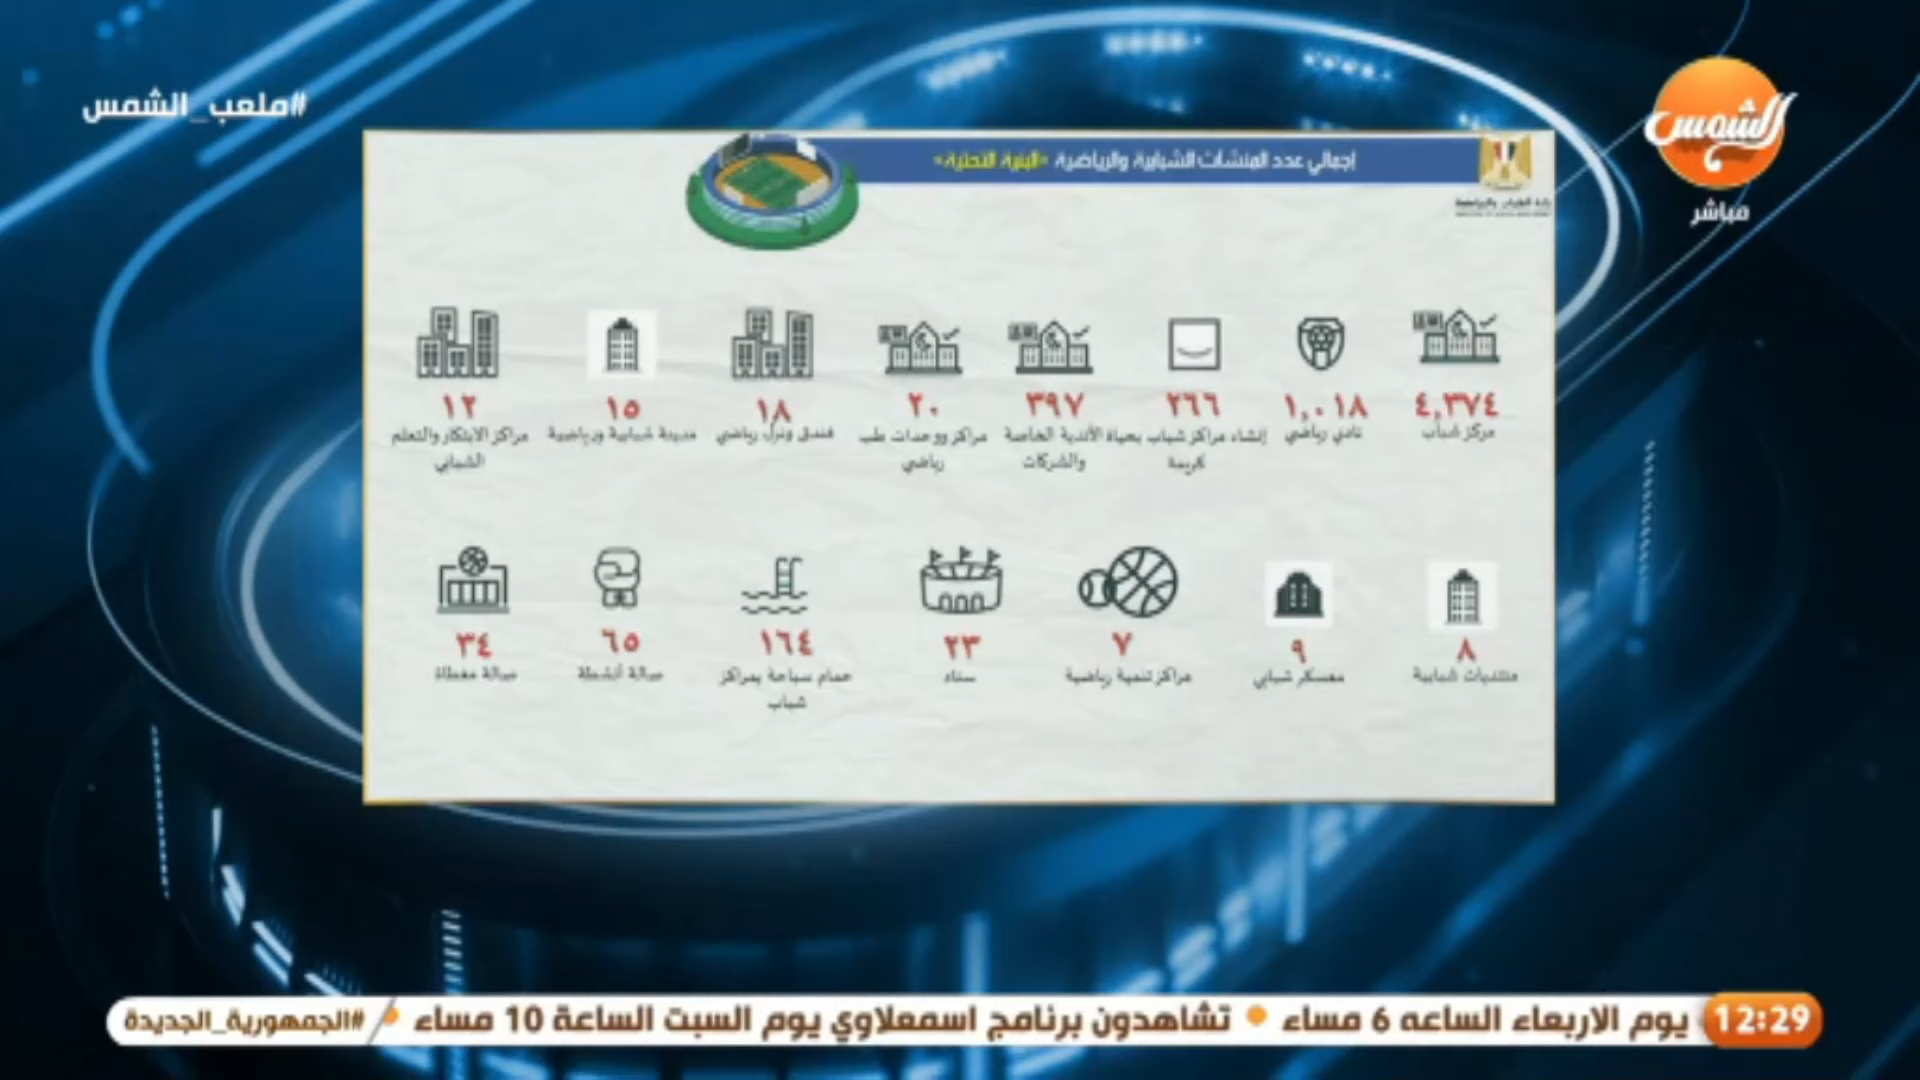 #ملعب_الشمس
الشمس
مباشر
إجمالي عدد المنشآت الشبابية والرياضية «البنية التحتية»
٤,٣٧٤
مركز شباب
١,٠١٨
نادي رياضي
٢٦٦
إنشاء مراكز شباب بحياة
كريمة
٣٩٧
الأندية الخاصة
والشركات
٢٠
مراكز ووحدات طب
رياضي
١٨
فندق ونزل رياضي
١٥
مدينة شبابية ورياضية
١٢
مراكز الابتكار والتعلم
الشبابي
٨
منتديات شبابية
٩
معسكر شبابي
٧
مراكز تنمية رياضية
٢٣
ستاد
١٦٤
حمام سباحة بمراكز
شباب
٦٥
صالة أنشطة
٣٤
صالة مغطاة
12:29
يوم الاربعاء الساعه 6 مساء • تشاهدون برنامج اسمعلاوي يوم السبت الساعة 10 مساء •
#الجمهورية_الجديدة